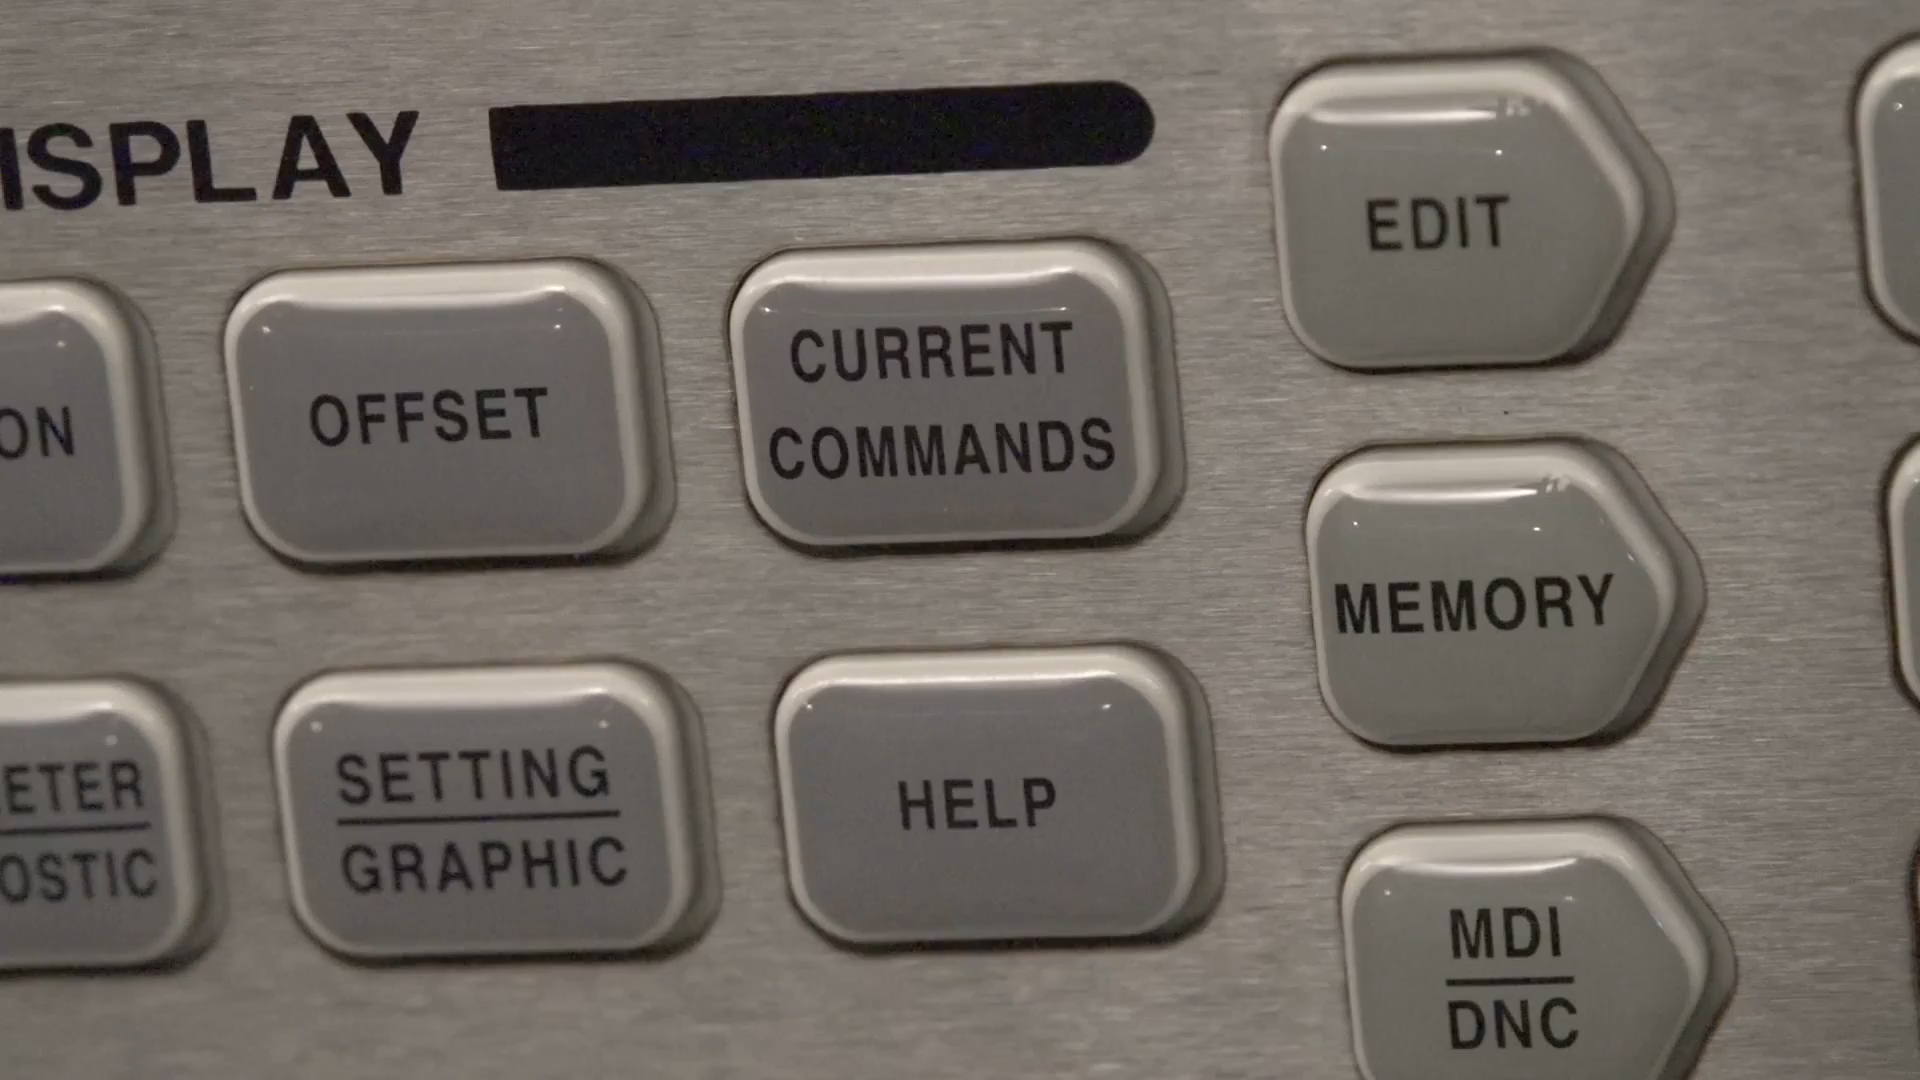 ISPLAY
EDIT
ON
OFFSET
CURRENT
COMMANDS
MEMORY
ETER
OSTIC
SETTING
GRAPHIC
HELP
MDI
DNC